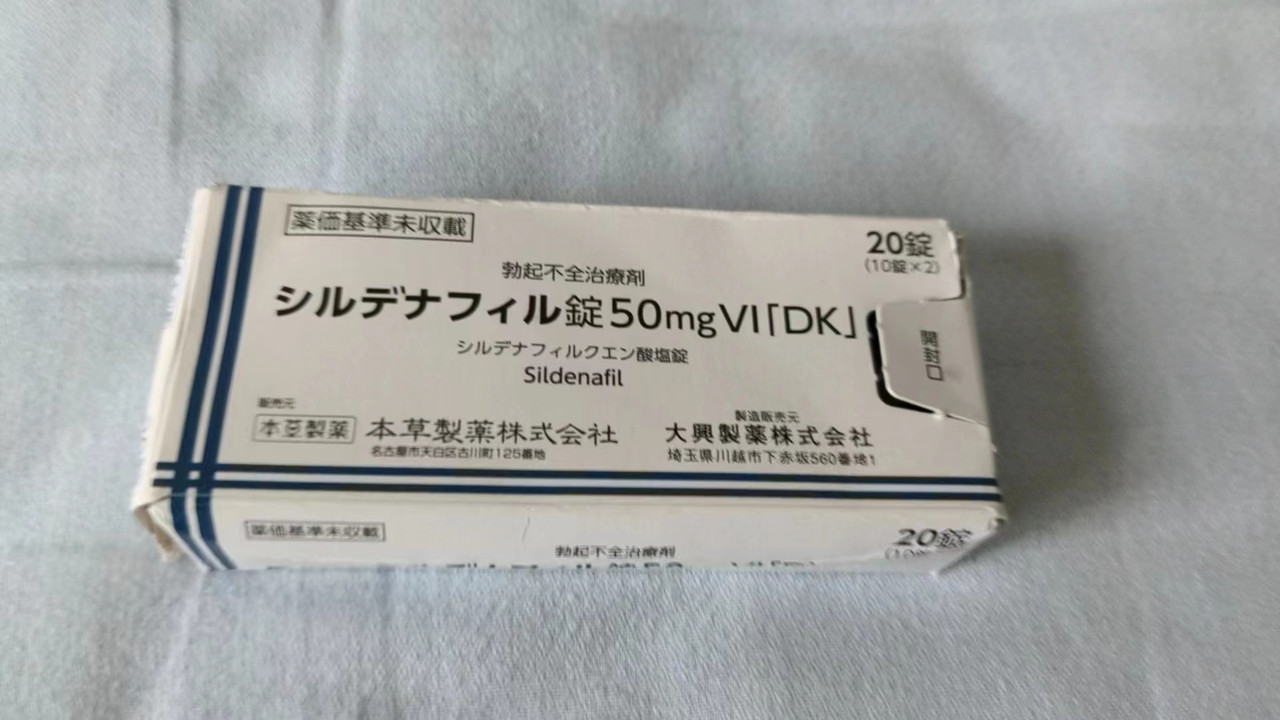 薬価基準未収載
20錠
(10錠×2)
勃起不全治療剤
シルデナフィル錠50mgVI「DK」
開封口
シルデナフィルクエン酸塩錠
Sildenafil
販売元
本草製薬 本草製薬株式会社
名古屋市天白区古川町125番地
製造販売元
大興製薬株式会社
埼玉県川越市下赤坂560番地1
薬価基準未収載
20錠
勃起不全治療剤